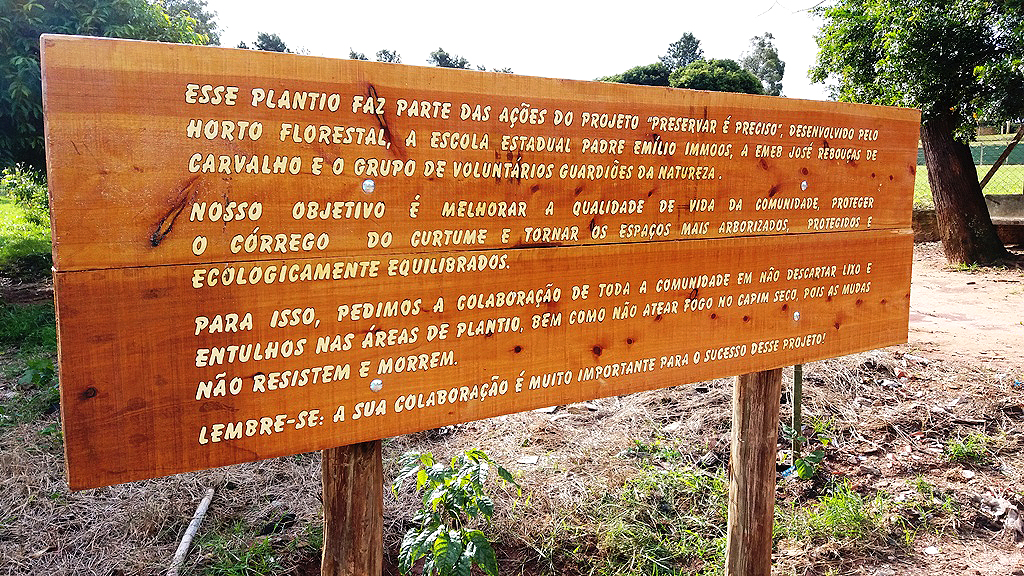 ESSE PLANTIO FAZ PARTE DAS AÇÕES DO PROJETO "PRESERVAR É PRECISO", DESENVOLVIDO PELO
HORTO FLORESTAL, A ESCOLA ESTADUAL PADRE EMÍLIO IMMOOS, A EMEB JOSÉ REBOUÇAS DE
CARVALHO E O GRUPO DE VOLUNTÁRIOS GUARDIÕES DA NATUREZA.
NOSSO OBJETIVO É MELHORAR A QUALIDADE DE VIDA DA COMUNIDADE, PROTEGER
O CÓRREGO DO CURTUME E TORNAR OS ESPAÇOS MAIS ARBORIZADOS, PROTEGIDOS E
ECOLOGICAMENTE EQUILIBRADOS.
PARA ISSO, PEDIMOS A COLABORAÇÃO DE TODA A COMUNIDADE EM NÃO DESCARTAR LIXO E
ENTULHOS NAS ÁREAS DE PLANTIO, BEM COMO NÃO ATEAR FOGO NO CAPIM SECO, POIS AS MUDAS
NÃO RESISTEM E MORREM.
LEMBRE-SE: A SUA COLABORAÇÃO É MUITO IMPORTANTE PARA O SUCESSO DESSE PROJETO!